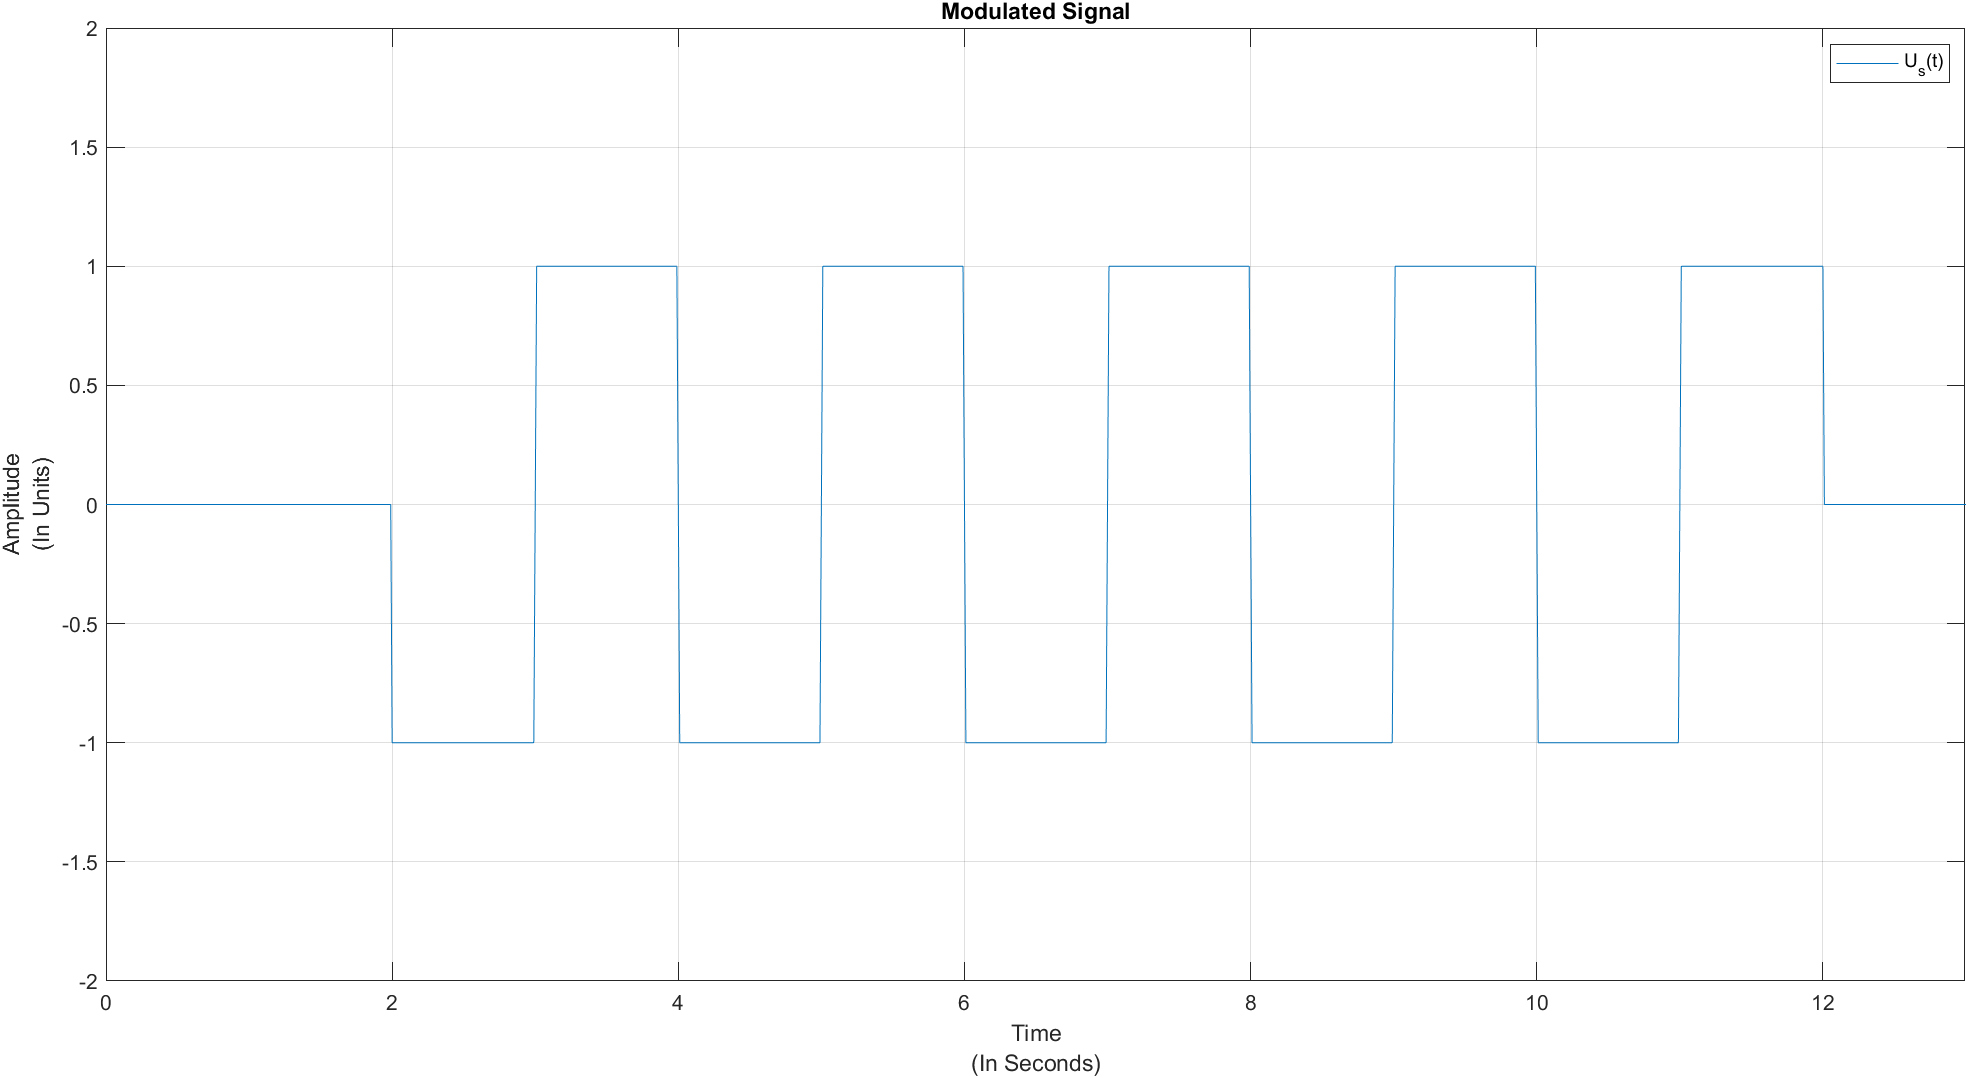 Modulated Signal
U_s(t)
2
1.5
1
0.5
0
-0.5
-1
-1.5
-2
Amplitude
(In Units)
0 2 4 6 8 10 12
Time
(In Seconds)